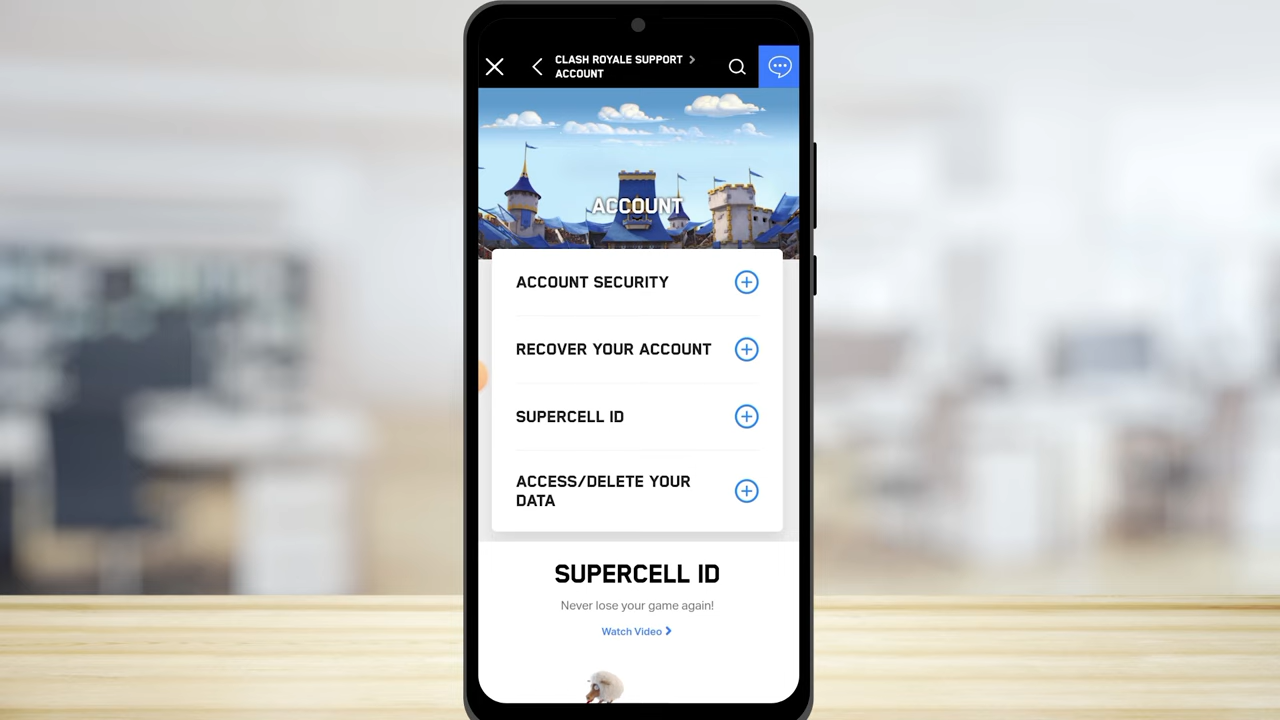 CLASH ROYALE SUPPORT
ACCOUNT
ACCOUNT
ACCOUNT SECURITY
RECOVER YOUR ACCOUNT
SUPERCELL ID
ACCESS/DELETE YOUR
DATA
SUPERCELL ID
Never lose your game again!
Watch Video